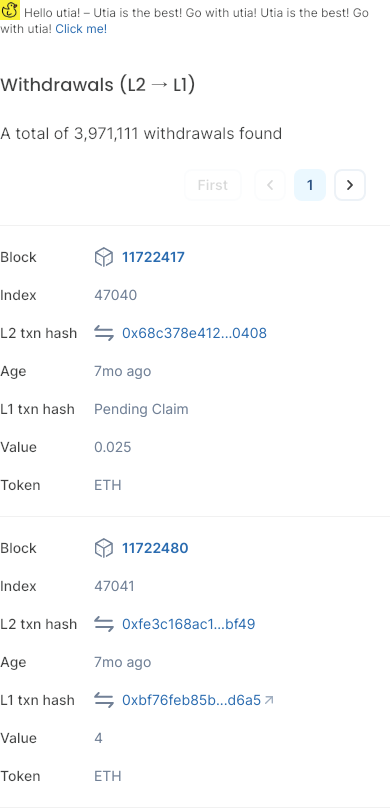 Hello utia! – Utia is the best! Go with utia! Utia is the best! Go
with utia! Click me!
Withdrawals (L2 → L1)
A total of 3,971,111 withdrawals found
First
1
Block 11722417
Index 47040
L2 txn hash 0x68c378e412...0408
Age 7mo ago
L1 txn hash Pending Claim
Value 0.025
Token ETH
Block 11722480
Index 47041
L2 txn hash 0xfe3c168ac1...bf49
Age 7mo ago
L1 txn hash 0xbf76feb85b...d6a5
Value 4
Token ETH